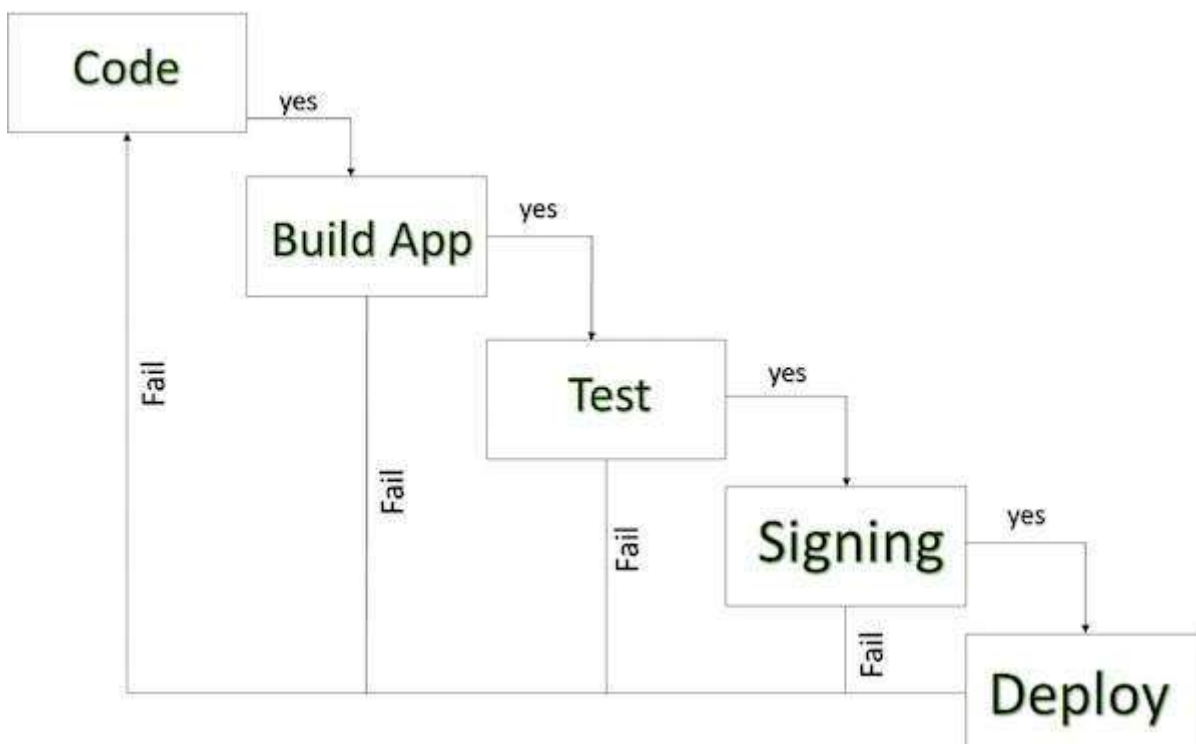 Code
yes
Build App
yes
Test
yes
Signing
yes
Deploy
Fail
Fail
Fail
Fail